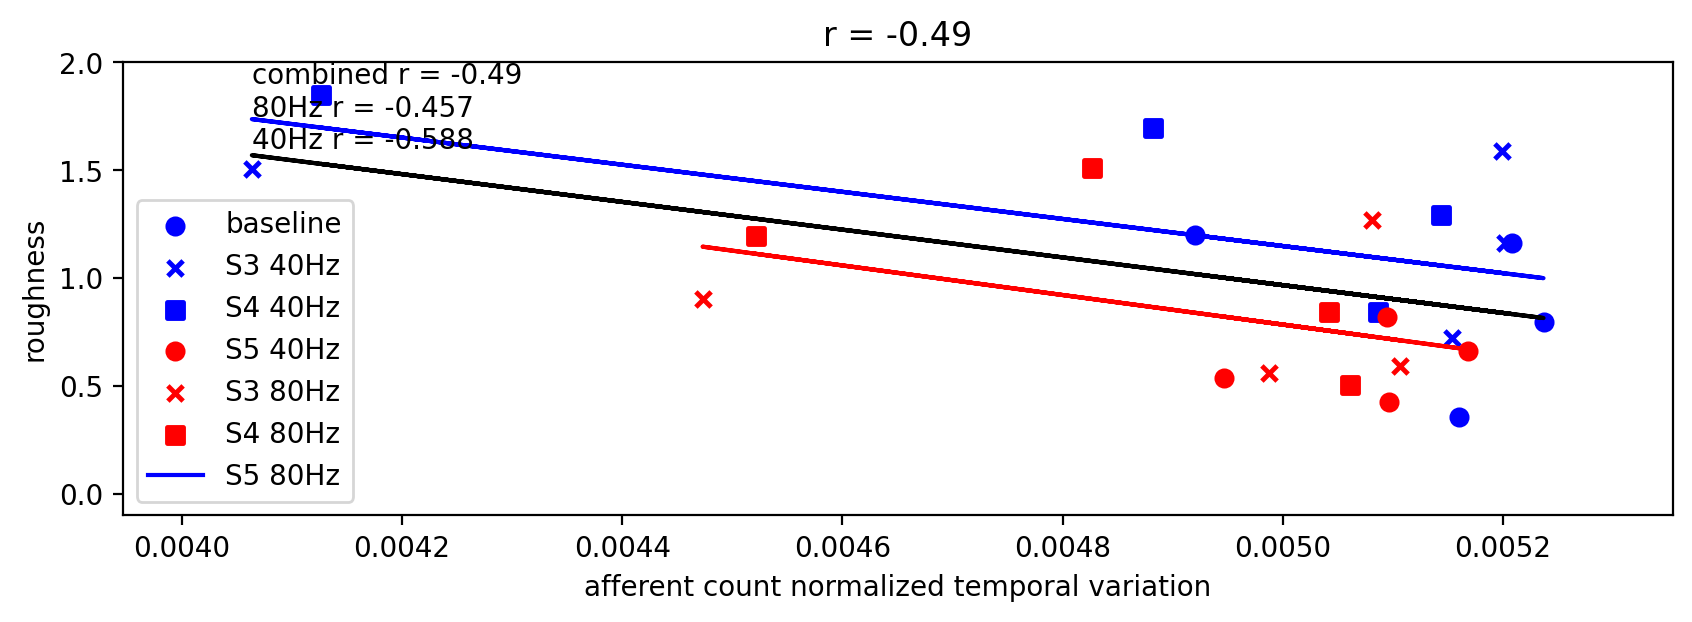 r = -0.49
combined r = -0.49
80Hz r = -0.457
40Hz r = -0.588
2.0
1.5
1.0
0.5
0.0
roughness
baseline
S3 40Hz
S4 40Hz
S5 40Hz
S3 80Hz
S4 80Hz
S5 80Hz
0.0040 0.0042 0.0044 0.0046 0.0048 0.0050 0.0052
afferent count normalized temporal variation